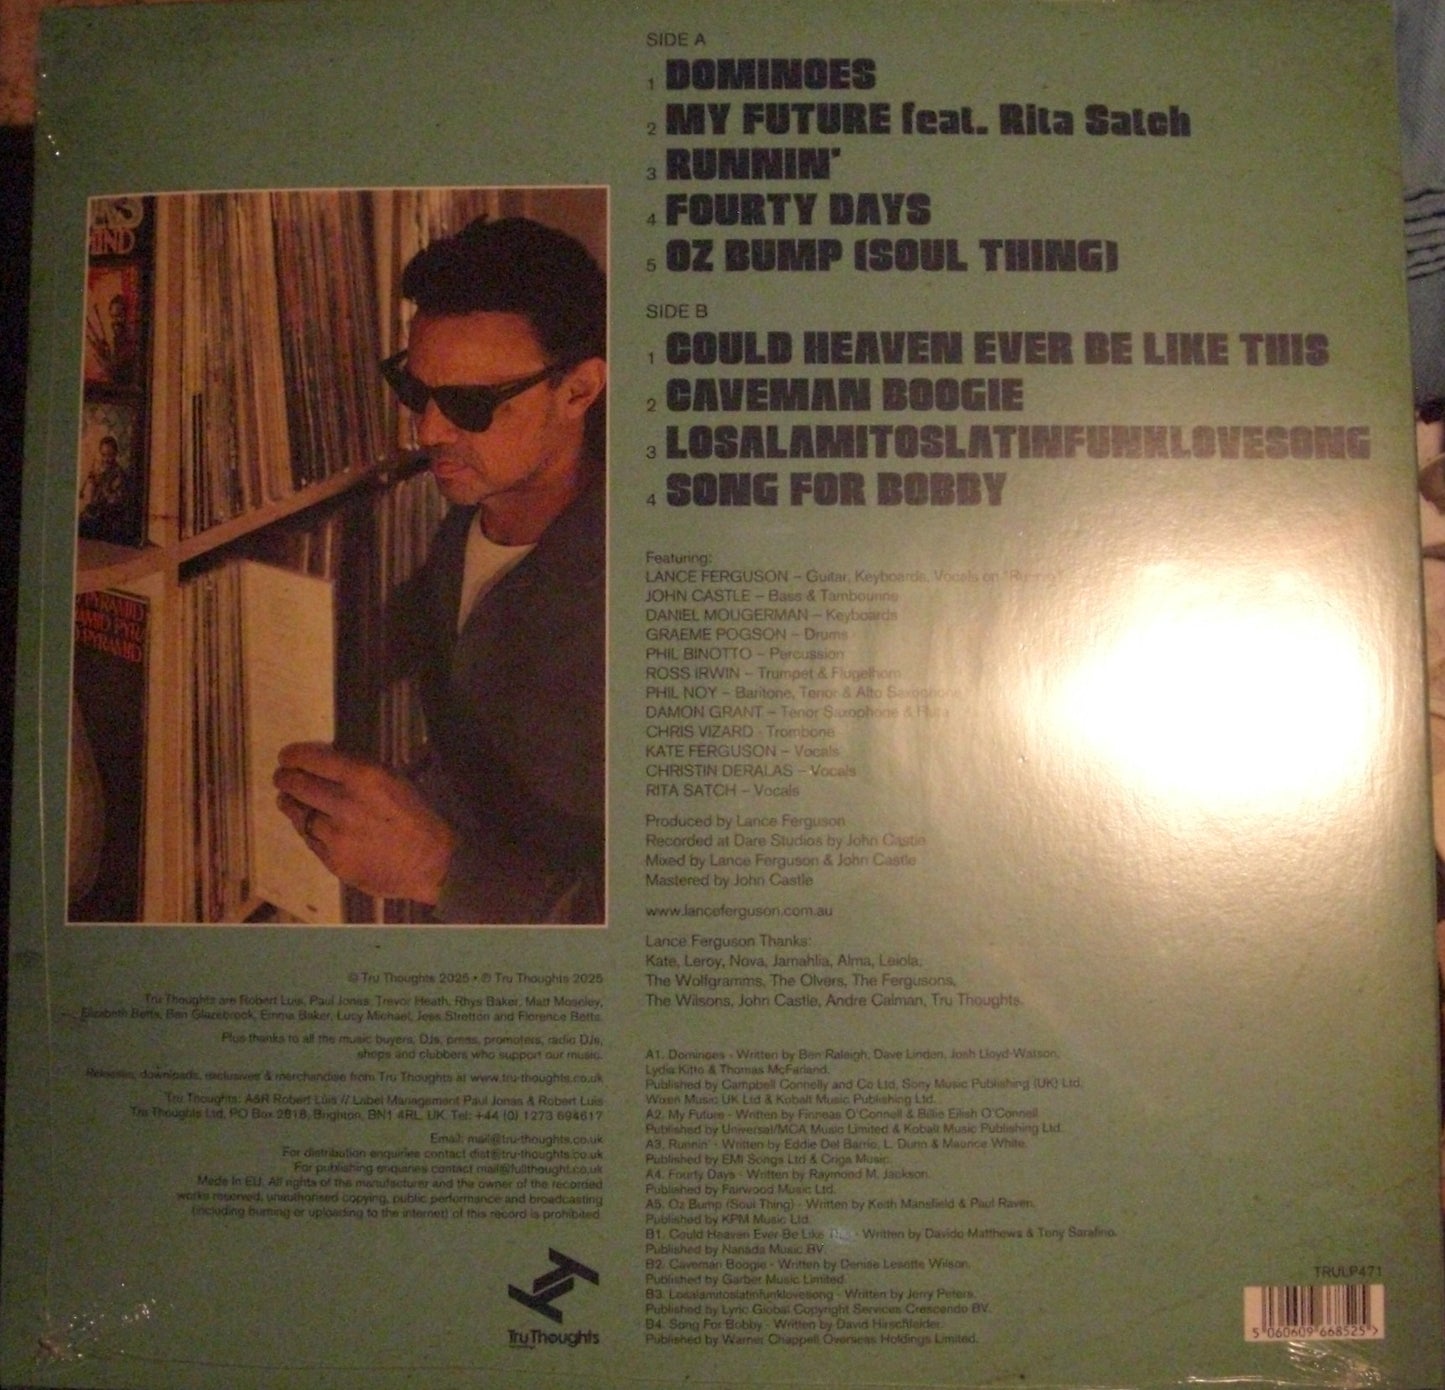 SIDE A
1 DOMINOES
2 MY FUTURE feat. Rita Satch
3 RUNNIN'
4 FOURTY DAYS
5 OZ BUMP (SOUL THING)
SIDE B
1 COULD HEAVEN EVER BE LIKE THIS
2 CAVEMAN BOOGIE
3 LOSALAMITOSLATINFUNKLOVESONG
4 SONG FOR BOBBY
Featuring:
LANCE FERGUSON – Guitar, Keyboards, Vocals on "Runnin'"
JOHN CASTLE – Bass & Tambourine
DANIEL MOUGERMAN – Keyboards
GRAEME POGSON – Drums
PHIL BINOTTO – Percussion
ROSS IRWIN – Trumpet & Flugelhorn
PHIL NOY – Baritone, Tenor & Alto Saxophone
DAMON GRANT – Tenor Saxophone & Flute
CHRIS VIZARD - Trombone
KATE FERGUSON – Vocals
CHRISTIN DERALAS – Vocals
RITA SATCH – Vocals
Produced by Lance Ferguson
Recorded at Dare Studios by John Castle
Mixed by Lance Ferguson & John Castle
Mastered by John Castle
www.lanceferguson.com.au
Lance Ferguson Thanks:
Kate, Leroy, Nova, Jamahlia, Alma, Leiola,
The Wolfgramms, The Olvers, The Fergusons,
The Wilsons, John Castle, Andre Calman, Tru Thoughts.
A1. Dominoes - Written by Ben Raleigh, Dave Linden, Josh Lloyd-Watson,
Lydia Kitto & Thomas McFarland.
Published by Campbell Connelly and Co Ltd, Sony Music Publishing (UK) Ltd,
Wixen Music UK Ltd & Kobalt Music Publishing Ltd.
A2. My Future - Written by Finneas O'Connell & Billie Eilish O'Connell
Published by Universal/MCA Music Limited & Kobalt Music Publishing Ltd.
A3. Runnin' - Written by Eddie Del Barrio, L. Dunn & Maurice White.
Published by EMI Songs Ltd & Criga Music.
A4. Fourty Days - Written by Raymond M. Jackson.
Published by Fairwood Music Ltd.
A5. Oz Bump (Soul Thing) - Written by Keith Mansfield & Paul Raven.
Published by KPM Music Ltd.
B1. Could Heaven Ever Be Like This - Written by Davido Matthews & Tony Sarafino.
Published by Nanada Music BV.
B2. Caveman Boogie - Written by Denise Lesette Wilson.
Published by Garber Music Limited.
B3. Losalamitoslatinfunklovesong - Written by Jerry Peters.
Published by Lyric Global Copyright Services Crescendo BV.
B4. Song For Bobby - Written by David Hirschfelder.
Published by Warner Chappell Overseas Holdings Limited.
© Tru Thoughts 2025 • ℗ Tru Thoughts 2025
Tru Thoughts are Robert Luis, Paul Jonas, Trevor Heath, Rhys Baker, Matt Moseley,
Elizabeth Betts, Ben Glazebrook, Emma Baker, Lucy Michael, Jess Stretton and Florence Betts.
Plus thanks to all the music buyers, DJs, press, promoters, radio DJs,
shops and clubbers who support our music.
Releases, downloads, exclusives & merchandise from Tru Thoughts at www.tru-thoughts.co.uk
Tru Thoughts: A&R Robert Luis // Label Management Paul Jonas & Robert Luis
Tru Thoughts Ltd, PO Box 2818, Brighton, BN1 4RL, UK. Tel: +44 (0) 1273 694617
Email: mail@tru-thoughts.co.uk
For distribution enquiries contact dist@tru-thoughts.co.uk
For publishing enquiries contact mail@fullthought.co.uk
Made in EU. All rights of the manufacturer and the owner of the recorded
works reserved, unauthorised copying, public performance and broadcasting
(including burning or uploading to the internet) of this record is prohibited.
Tru Thoughts
TRULP471
5 060609 668525 >